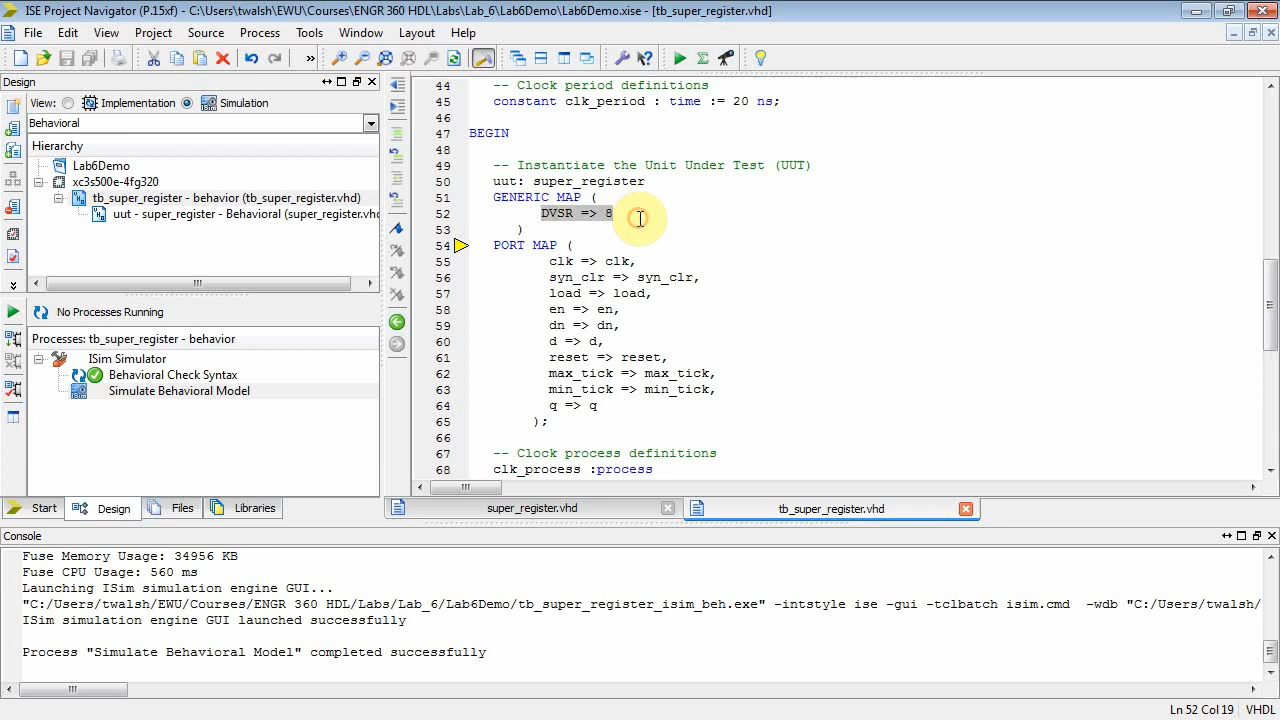 ISE Project Navigator (P.15xf) - C:\Users\twalsh\EWU\Courses\ENGR 360 HDL\Labs\Lab_6\Lab6Demo\Lab6Demo.xise - [tb_super_register.vhd]
File Edit View Project Source Process Tools Window Layout Help
Design
View: Implementation Simulation
Behavioral
Hierarchy
Lab6Demo
xc3s500e-4fg320
tb_super_register - behavior (tb_super_register.vhd)
uut - super_register - Behavioral (super_register.vhd
No Processes Running
Processes: tb_super_register - behavior
ISim Simulator
Behavioral Check Syntax
Simulate Behavioral Model
Start Design Files Libraries
44 -- Clock period definitions
45 constant clk_period : time := 20 ns;
46
47 BEGIN
48
49 -- Instantiate the Unit Under Test (UUT)
50 uut: super_register
51 GENERIC MAP (
52 DVSR => 8
53 )
54 PORT MAP (
55 clk => clk,
56 syn_clr => syn_clr,
57 load => load,
58 en => en,
59 dn => dn,
60 d => d,
61 reset => reset,
62 max_tick => max_tick,
63 min_tick => min_tick,
64 q => q
65 );
66
67 -- Clock process definitions
68 clk_process :process
super_register.vhd tb_super_register.vhd
Console
Fuse Memory Usage: 34956 KB
Fuse CPU Usage: 560 ms
Launching ISim simulation engine GUI...
"C:/Users/twalsh/EWU/Courses/ENGR 360 HDL/Labs/Lab_6/Lab6Demo/tb_super_register_isim_beh.exe" -intstyle ise -gui -tclbatch isim.cmd -wdb "C:/Users/twalsh/
ISim simulation engine GUI launched successfully
Process "Simulate Behavioral Model" completed successfully
Ln 52 Col 19 VHDL